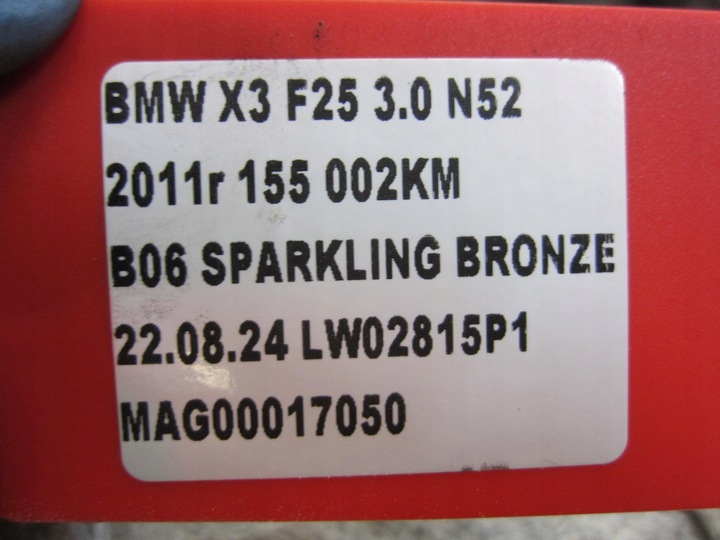 BMW X3 F25 3.0 N52
2011r 155 002KM
B06 SPARKLING BRONZE
22.08.24 LW02815P1
MAG00017050